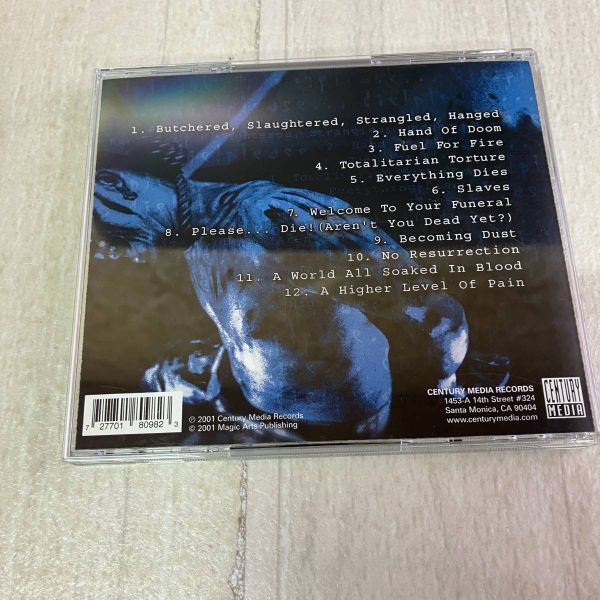 1. Butchered, Slaughtered, Strangled, Hanged
2. Hand Of Doom
3. Fuel For Fire
4. Totalitarian Torture
5. Everything Dies
6. Slaves
7. Welcome To Your Funeral
8. Please... Die!(Aren't You Dead Yet?)
9. Becoming Dust
10. No Resurrection
11. A World All Soaked In Blood
12. A Higher Level Of Pain
CENTURY MEDIA RECORDS
1453-A 14th Street #324
Santa Monica, CA 90404
www.centurymedia.com
CENTURY
MEDIA
7 27701 80982 3
℗ 2001 Century Media Records
© 2001 Magic Arts Publishing